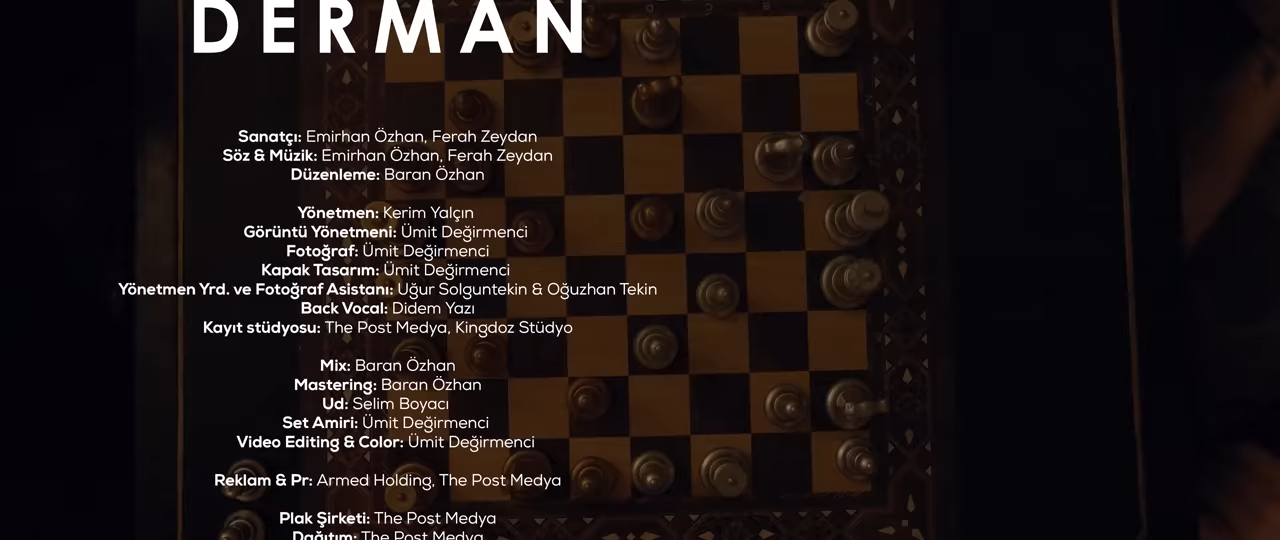 DERMAN
Sanatçı: Emirhan Özhan, Ferah Zeydan
Söz & Müzik: Emirhan Özhan, Ferah Zeydan
Düzenleme: Baran Özhan
Yönetmen: Kerim Yalçın
Görüntü Yönetmeni: Ümit Değirmenci
Fotoğraf: Ümit Değirmenci
Kapak Tasarım: Ümit Değirmenci
Yönetmen Yrd. ve Fotoğraf Asistanı: Uğur Solguntekin & Oğuzhan Tekin
Back Vocal: Didem Yazı
Kayıt stüdyosu: The Post Medya, Kingdoz Stüdyo
Mix: Baran Özhan
Mastering: Baran Özhan
Ud: Selim Boyacı
Set Amiri: Ümit Değirmenci
Video Editing & Color: Ümit Değirmenci
Reklam & Pr: Armed Holding, The Post Medya
Plak Şirketi: The Post Medya
Dağıtım: The Post Medya